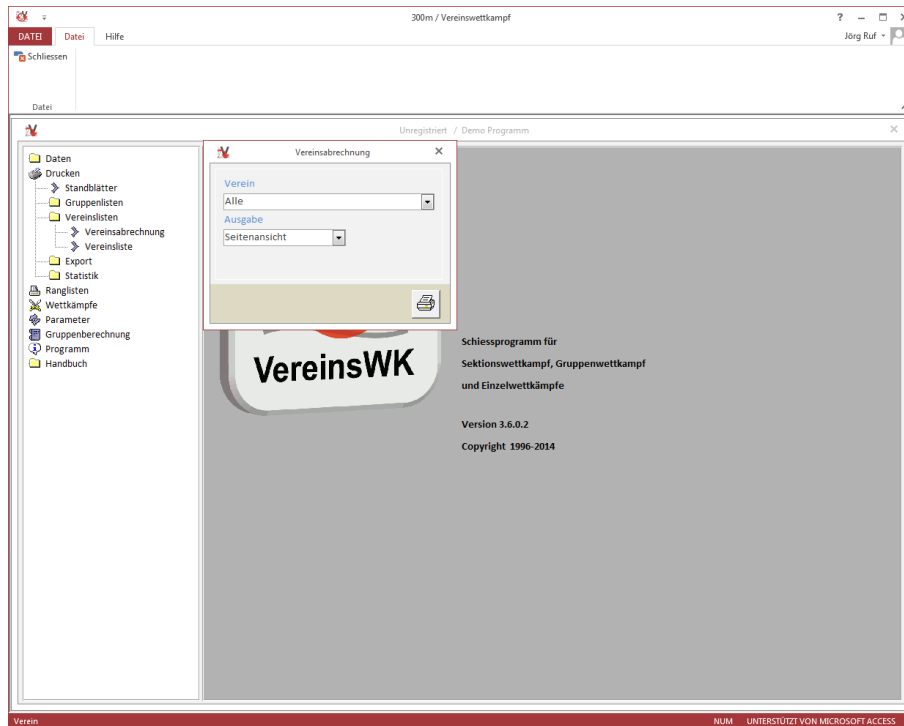 300m / Vereinswettkampf
?
DATEI Datei Hilfe
Jörg Ruf
Schliessen
Datei
Unregistriert / Demo Programm
Daten
Drucken
Standblätter
Gruppenlisten
Vereinslisten
Vereinsabrechnung
Vereinsliste
Export
Statistik
Ranglisten
Wettkämpfe
Parameter
Gruppenberechnung
Programm
Handbuch
Vereinsabrechnung
Verein
Alle
Ausgabe
Seitenansicht
VereinsWK
Schiessprogramm für
Sektionswettkampf, Gruppenwettkampf
und Einzelwettkämpfe
Version 3.6.0.2
Copyright 1996-2014
Verein
NUM UNTERSTÜTZT VON MICROSOFT ACCESS